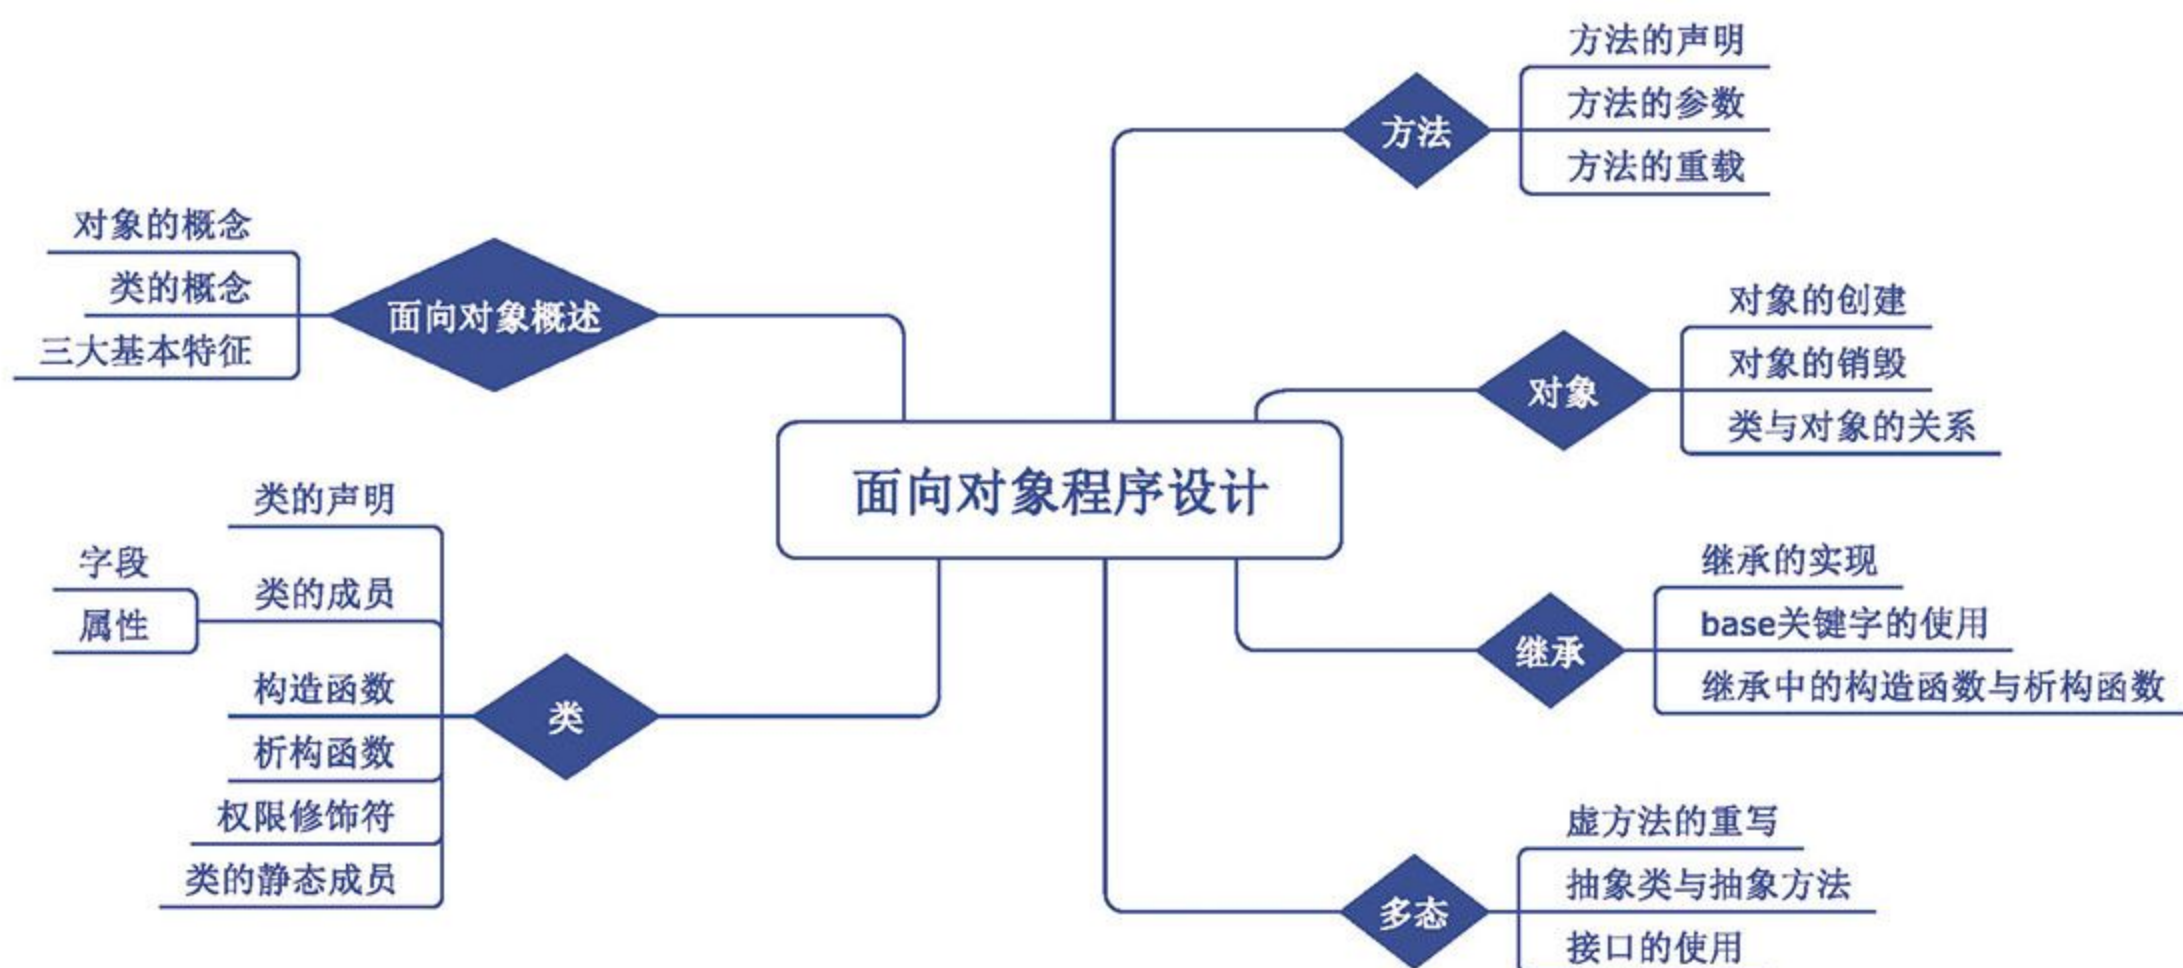 面向对象程序设计
面向对象概述
对象的概念
类的概念
三大基本特征
类
类的声明
类的成员
字段
属性
构造函数
析构函数
权限修饰符
类的静态成员
方法
方法的声明
方法的参数
方法的重载
对象
对象的创建
对象的销毁
类与对象的关系
继承
继承的实现
base关键字的使用
继承中的构造函数与析构函数
多态
虚方法的重写
抽象类与抽象方法
接口的使用